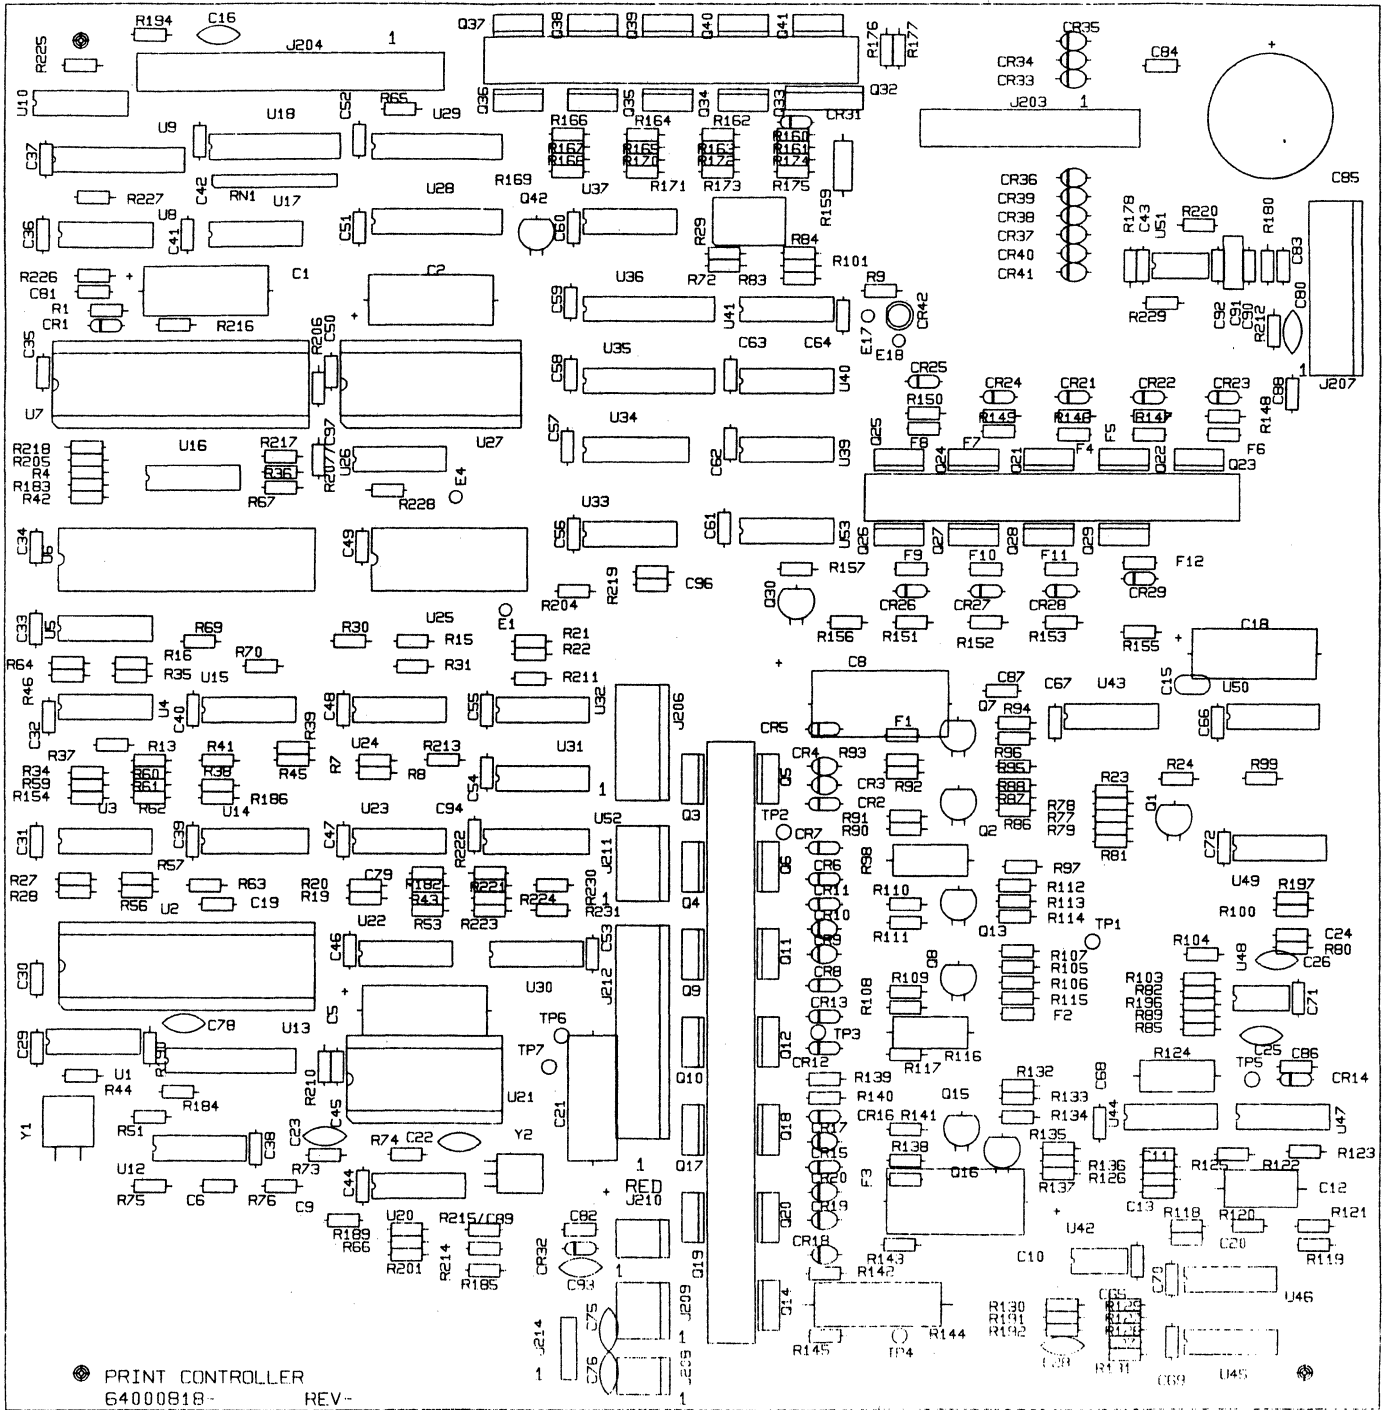 R194 C16 J204 1
Q37 Q38 Q39 Q40 Q41 R176 R177 CR35 C84 +
R225 CR34 CR33
U10 C52 R65 Q36 Q35 Q34 Q33 Q32 J203 1
U9 U18 U29 CR31
R166 R164 R162 R160
C37 R167 R165 R163 R161
R168 R170 R172 R174
C42 RN1 R169 R171 R173 R175 R159 CR36 C85
R227 U8 U17 U28 Q42 U37 CR39
C36 C41 C51 C60 R29 R84 CR38 R178 C43 U51 R220 R180 C83
CR37
R226 + C1 C2 U36 R72 R83 R101 CR40
C81 CR41
R1 C59 U41 R9 CR42 R229 C92 C91 C90 R212 C80
CR1 R216 R206 C50 + E17 E18
C35 U35 C63 C64 CR25 1 J207
C58 U40 CR24 CR21 CR22 CR23 C88
U7 U27 U34 R150 R149 R146 R147 R148
R218 U16 R217 C97 C57 Q25 F8 F7 F4 F5 F6
R205 U26 C62 U39 Q24 Q21 Q22 Q23
R4 R36 R207
R183 E4
R42 R67 R228
C34 U6 C49 U33 C56 C61 U53 Q26 Q27 Q28 Q29
R219 C96 R157 F9 F10 F11 F12
R204 Q30 CR26 CR27 CR28 CR29
C33 U5 R69 R30 U25 R15 E1 R21 R22 R156 R151 R152 R153 R155 + C18
R64 R16 R70 R31
R35 U15 R211 + C8 C87 C67 U43 C15 U50
R46 U4 C40 C48 C55 U32 J206 Q7 R94 C66
C32 R39 CR5 F1
R37 R13 R41 U24 R213 U31 CR4 R93 R96
R34 R60 R38 R45 R7 R8 Q5 R95 R23 R24 R99
R59 R61 C54 CR3 R92 R88
R154 R62 R186 1 CR2 R87 R78 Q1
U3 U14 U23 C94 U52 Q3 TP2 R91 Q2 R86 R77
C31 C39 C47 R222 J211 CR7 R90 R79 C72
R57 C79 Q6 CR6 R98 R81
R27 R63 R20 R182 R221 R230 CR11 R97 U49
R28 R56 C19 R19 R43 R224 1 R110 R112 R197
U2 U22 R53 R223 R231 Q4 CR10 R113 R100
C46 C53 Q11 CR9 R111 Q13 R114 TP1 C24
C30 U30 J212 CR8 Q8 R107 R104 U48 R80 C26
+ Q9 R109 R105 R103
C78 U13 C5 CR13 R108 R106 R82 C71
R115 R196
C29 R190 TP6 TP3 F2 R89
TP7 Q12 CR12 R116 R85 C25
U1 R44 R210 U21 Q10 R117 R124 TP5 C86
R184 C45 C21 R139 R132 C68 CR14
Y1 R51 C23 R74 C22 Y2 R140 Q15 R133
C38 Q18 CR16 R141 R134 U44 U47
U12 R73 CR17 R138 R135
C44 1 Q17 CR15 Q16 R136 C11 R125 R122 R123
R75 C6 R76 C9 + RED CR20 F3 R137 R126 C12
J210 CR19 + C13
R189 U20 R215/C89 C82 Q20 U42 R118 R120 R121
R66 R214 CR32 CR18 R143 C10 C20 R119
R201 R185 C93 1 Q19 R142
C75 J209 Q14 R130 C65 R129 C70 U46
J214 1 R144 R191
R192
R145 TP4 C28 R131 C69 U45
1 C76 1
PRINT CONTROLLER
64000818- REV-